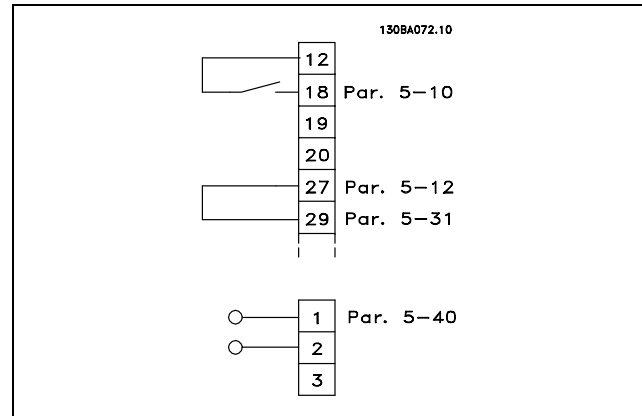 130BA072.10
12
18 Par. 5-10
19
20
27 Par. 5-12
29 Par. 5-31
1 Par. 5-40
2
3